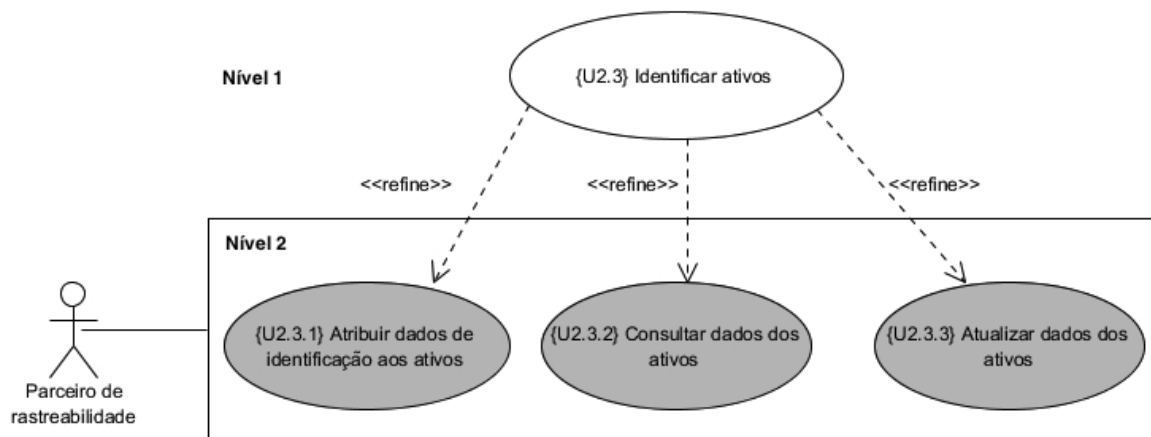 {U2.3} Identificar ativos
Nível 1
<<refine>>
<<refine>>
<<refine>>
Nível 2
{U2.3.1} Atribuir dados de
identificação aos ativos
{U2.3.2} Consultar dados dos
ativos
{U2.3.3} Atualizar dados dos
ativos
Parceiro de
rastreabilidade